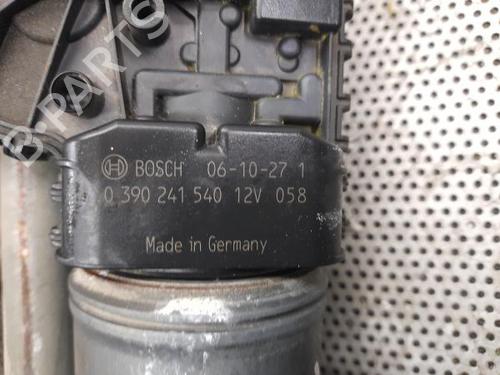 BOSCH 06-10-27 1
0 390 241 540 12V 058
Made in Germany
B-PARTS